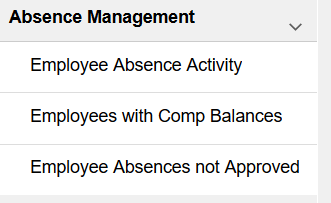 Absence Management
Employee Absence Activity
Employees with Comp Balances
Employee Absences not Approved